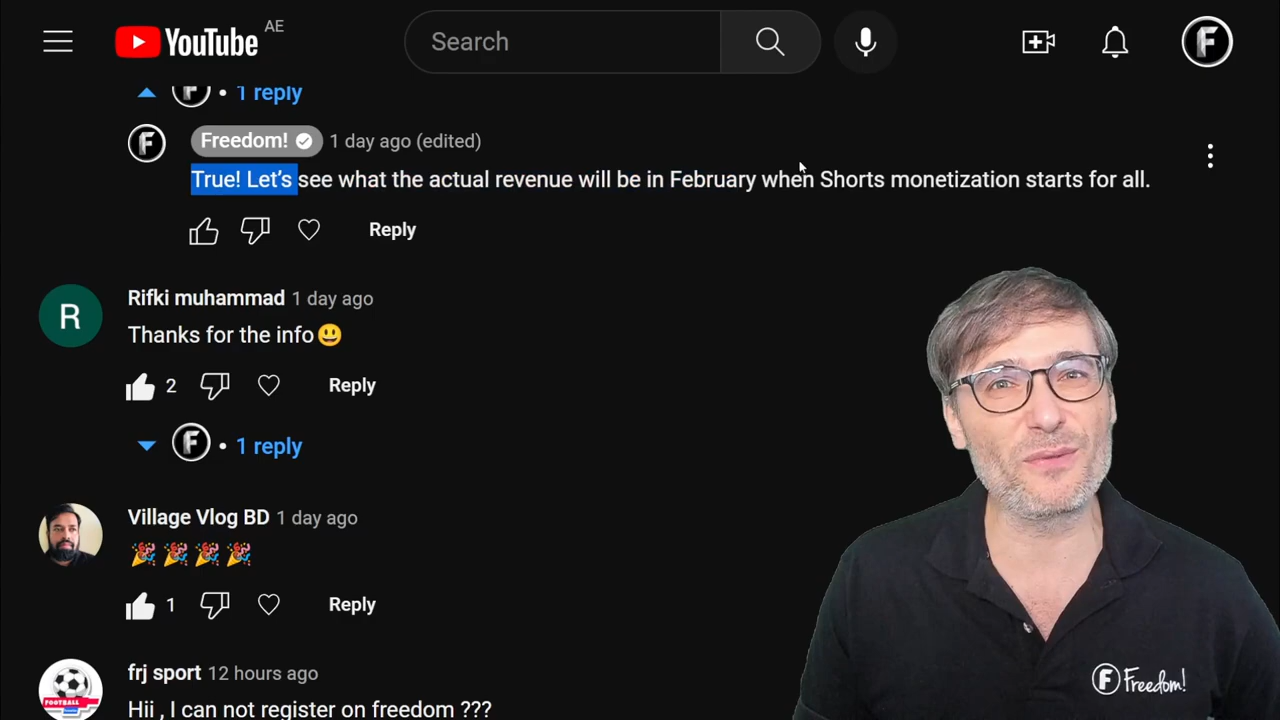 YouTube AE
Search
F
F • 1 reply
F
Freedom! 1 day ago (edited)
True! Let’s see what the actual revenue will be in February when Shorts monetization starts for all.
Reply
R
Rifki muhammad 1 day ago
Thanks for the info😃
2 Reply
F • 1 reply
Village Vlog BD 1 day ago
🎉🎉🎉🎉
1 Reply
frj sport 12 hours ago
FOOTBALL
Hii , I can not register on freedom ???
F Freedom!